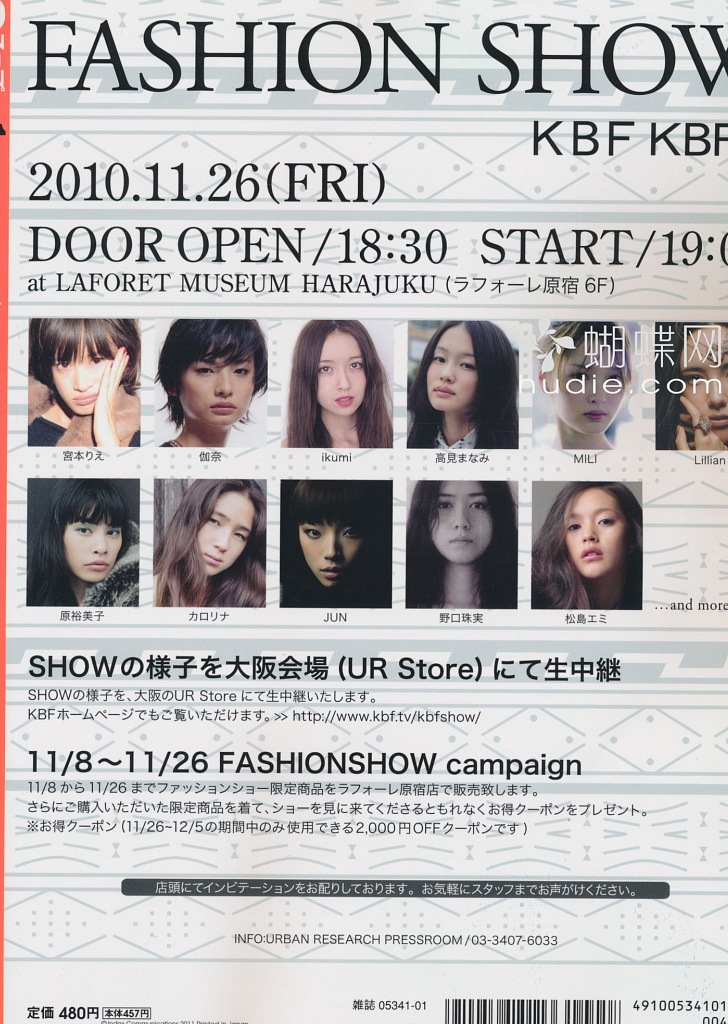 FASHION SHOW
KBF KBF
2010.11.26(FRI)
DOOR OPEN/18:30 START/19:0
at LAFORET MUSEUM HARAJUKU (ラフォーレ原宿 6F)
蝴蝶网
hudie.com
宮本りえ 伽奈 ikumi 高見まなみ MILI Lillian
原裕美子 カロリナ JUN 野口珠実 松島エミ
...and more
SHOWの様子を大阪会場 (UR Store) にて生中継
SHOWの様子を、大阪のUR Store にて生中継いたします。
KBFホームページでもご覧いただけます。>> http://www.kbf.tv/kbfshow/
11/8～11/26 FASHIONSHOW campaign
11/8 から 11/26 までファッションショー限定商品をラフォーレ原宿店で販売致します。
さらにご購入いただいた限定商品を着て、ショーを見に来てくださるともれなくお得クーポンをプレゼント。
※お得クーポン (11/26~12/5の期間中のみ使用できる2,000円OFFクーポンです)
店頭にてインビテーションをお配りしております。お気軽にスタッフまでお声がけください。
INFO:URBAN RESEARCH PRESSROOM/03-3407-6033
定価 480円 本体457円
雑誌 05341-01
4910053410